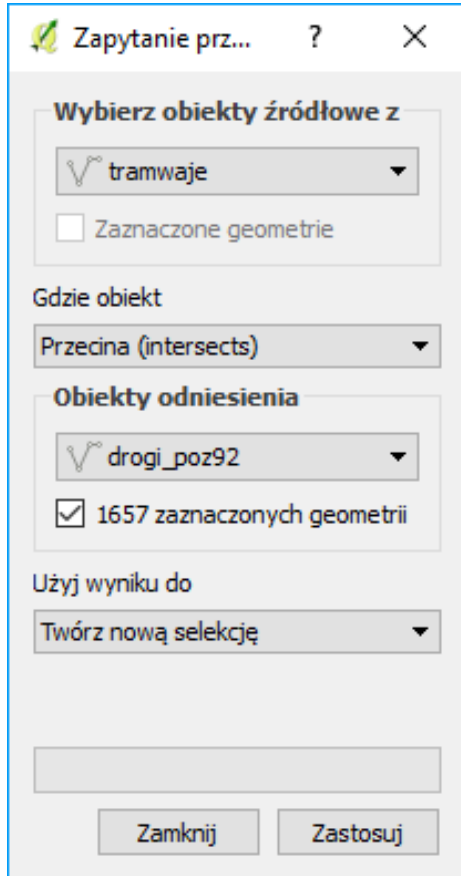 Zapytanie prz...
?
Wybierz obiekty źródłowe z
tramwaje
Zaznaczone geometrie
Gdzie obiekt
Przecina (intersects)
Obiekty odniesienia
drogi_poz92
1657 zaznaczonych geometrii
Użyj wyniku do
Twórz nową selekcję
Zamknij
Zastosuj